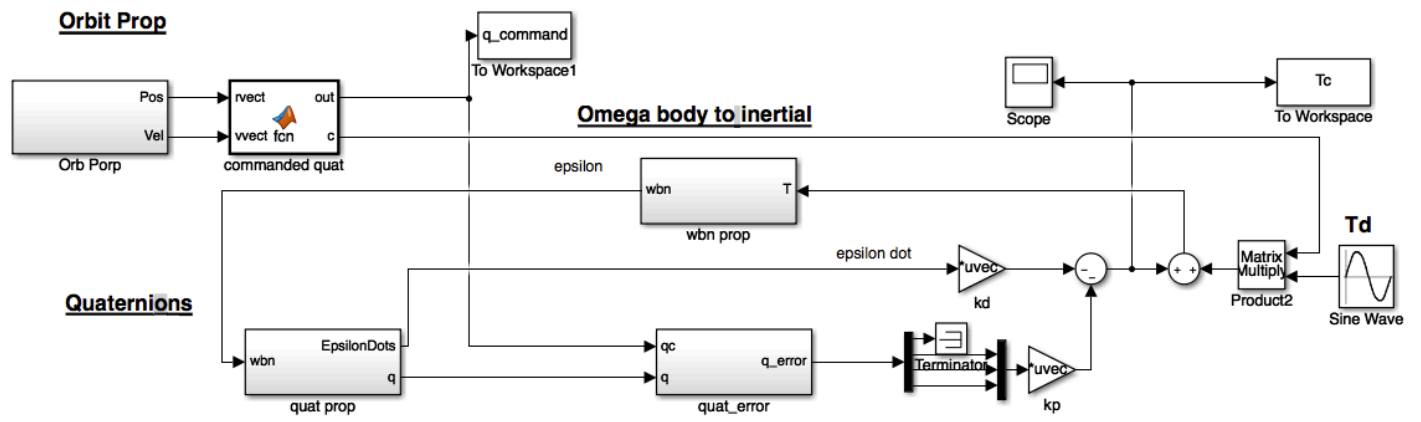 Orbit Prop
q_command
To Workspace1
Pos
Vel
Orb Porp
rvect
vvect
fcn
out
c
commanded quat
Omega body to inertial
Scope
Tc
To Workspace
epsilon
wbn
T
wbn prop
Td
epsilon dot
*uvec
kd
−
−
+ +
Matrix
Multiply
Product2
Sine Wave
Quaternions
wbn
EpsilonDots
q
quat prop
qc
q
q_error
quat_error
Terminator
*uvec
kp